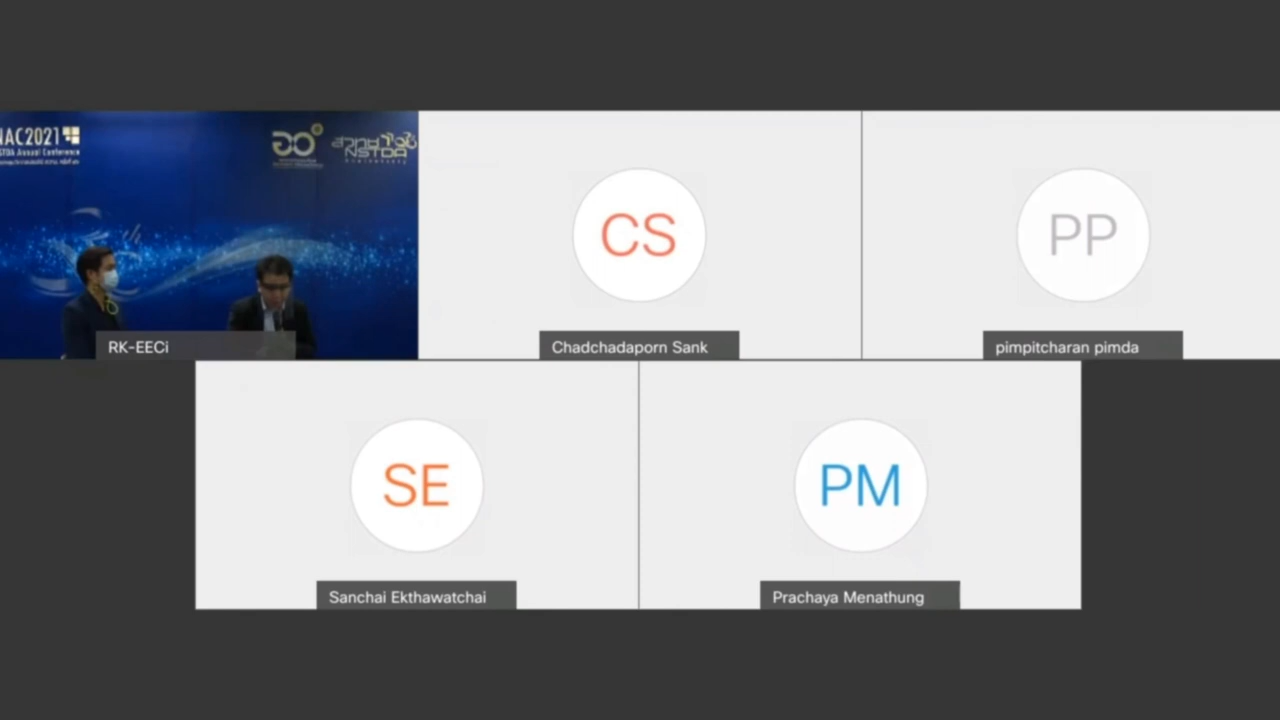 NAC2021
NSTDA Annual Conference
NSTDA
th
RK-EECi
CS
Chadchadaporn Sank
PP
pimpitcharan pimda
SE
Sanchai Ekthawatchai
PM
Prachaya Menathung